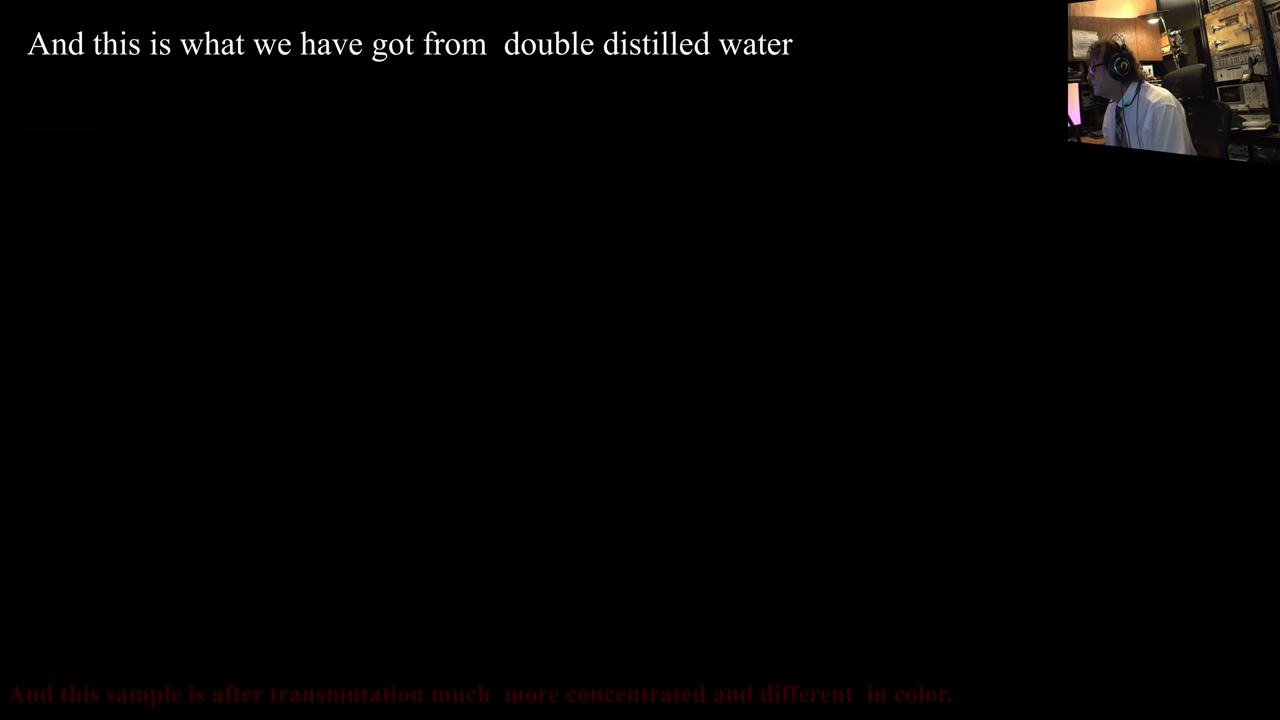 And this is what we have got from  double distilled water
And this sample is after transmutation much  more concentrated and different  in color.